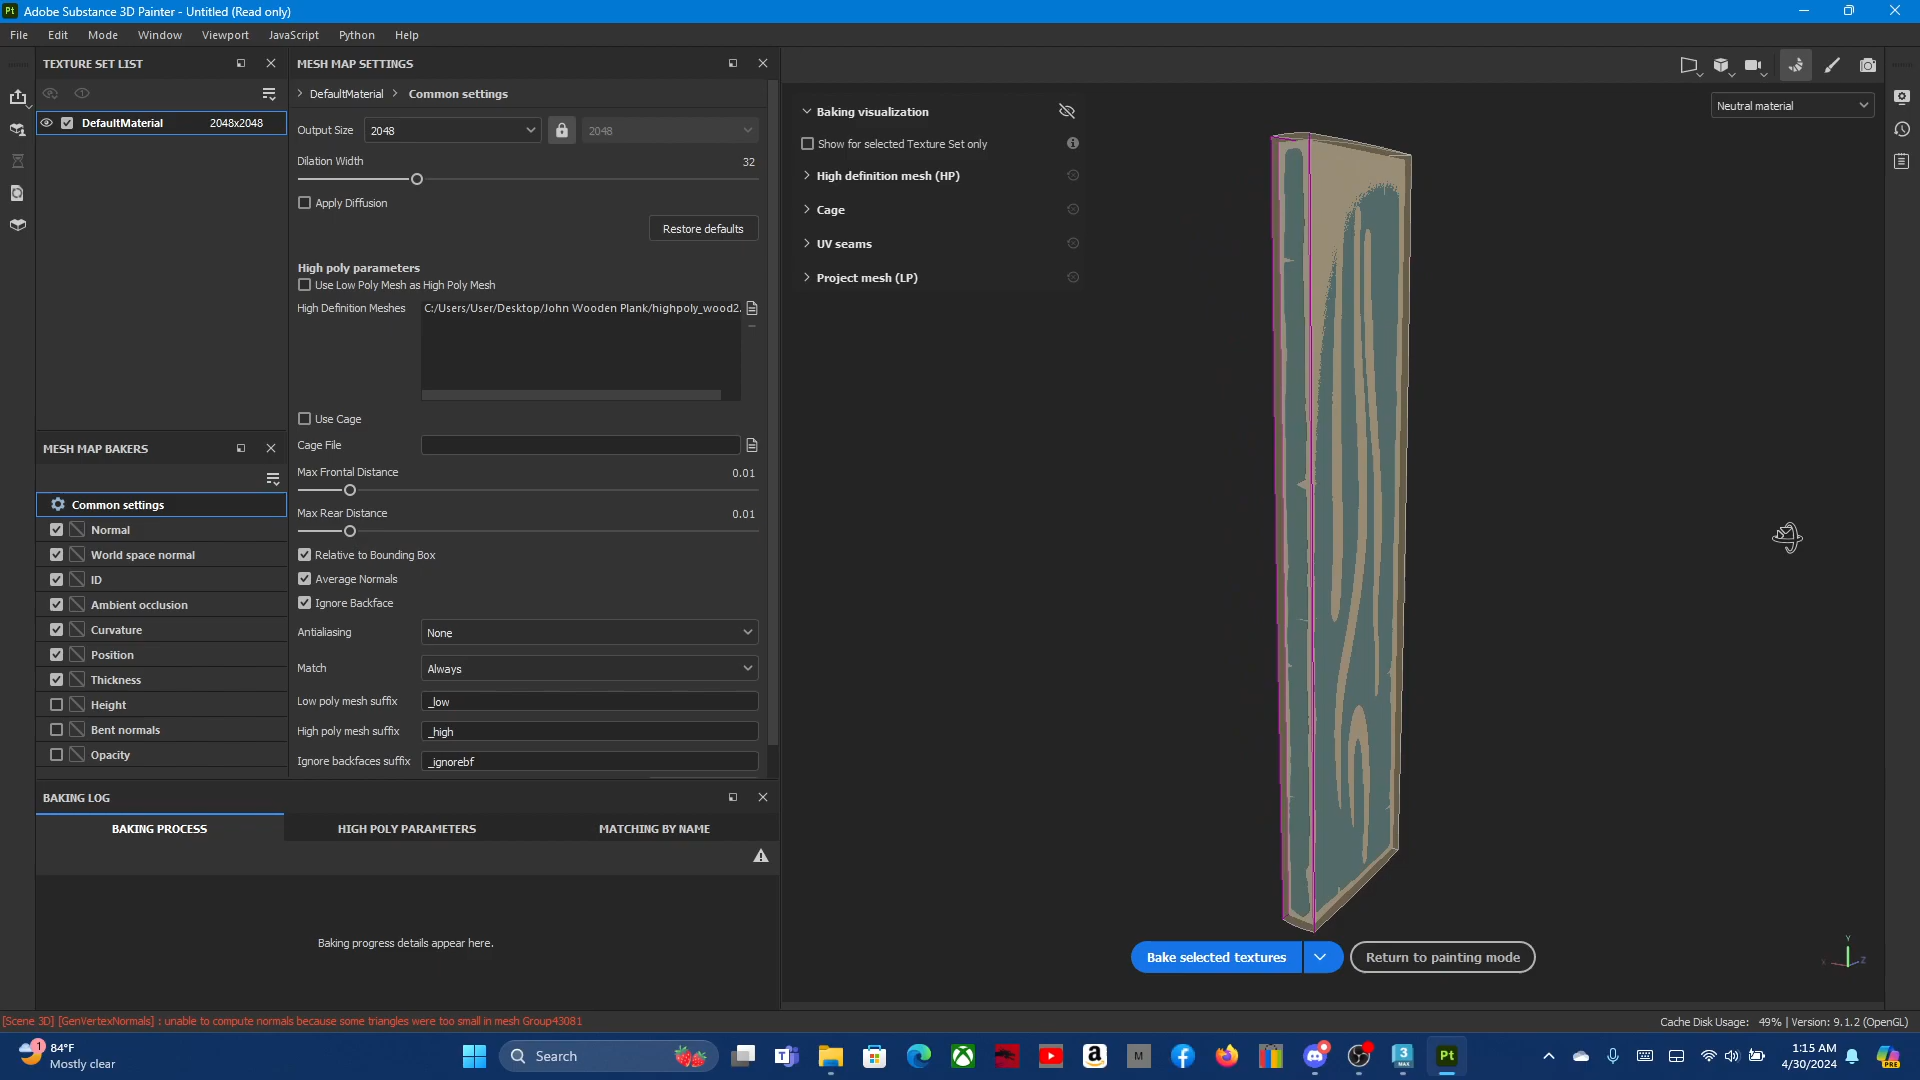 Pt Adobe Substance 3D Painter - Untitled (Read only)
File Edit Mode Window Viewport JavaScript Python Help
TEXTURE SET LIST
DefaultMaterial 2048x2048
MESH MAP BAKERS
Common settings
Normal
World space normal
ID
Ambient occlusion
Curvature
Position
Thickness
Height
Bent normals
Opacity
MESH MAP SETTINGS
DefaultMaterial Common settings
Output Size 2048 2048
Dilation Width 32
Apply Diffusion
Restore defaults
High poly parameters
Use Low Poly Mesh as High Poly Mesh
High Definition Meshes C:/Users/User/Desktop/John Wooden Plank/highpoly_wood2.
Use Cage
Cage File
Max Frontal Distance 0.01
Max Rear Distance 0.01
Relative to Bounding Box
Average Normals
Ignore Backface
Antialiasing None
Match Always
Low poly mesh suffix _low
High poly mesh suffix _high
Ignore backfaces suffix _ignorebf
BAKING LOG
BAKING PROCESS HIGH POLY PARAMETERS MATCHING BY NAME
Baking progress details appear here.
Baking visualization
Show for selected Texture Set only
High definition mesh (HP)
Cage
UV seams
Project mesh (LP)
Neutral material
Y
Z
Bake selected textures Return to painting mode
[Scene 3D] [GenVertexNormals] : unable to compute normals because some triangles were too small in mesh Group43081
Cache Disk Usage: 49% | Version: 9.1.2 (OpenGL)
1
84°F
Mostly clear
Search
M
3
MAX
Pt
1:15 AM
4/30/2024
PRE